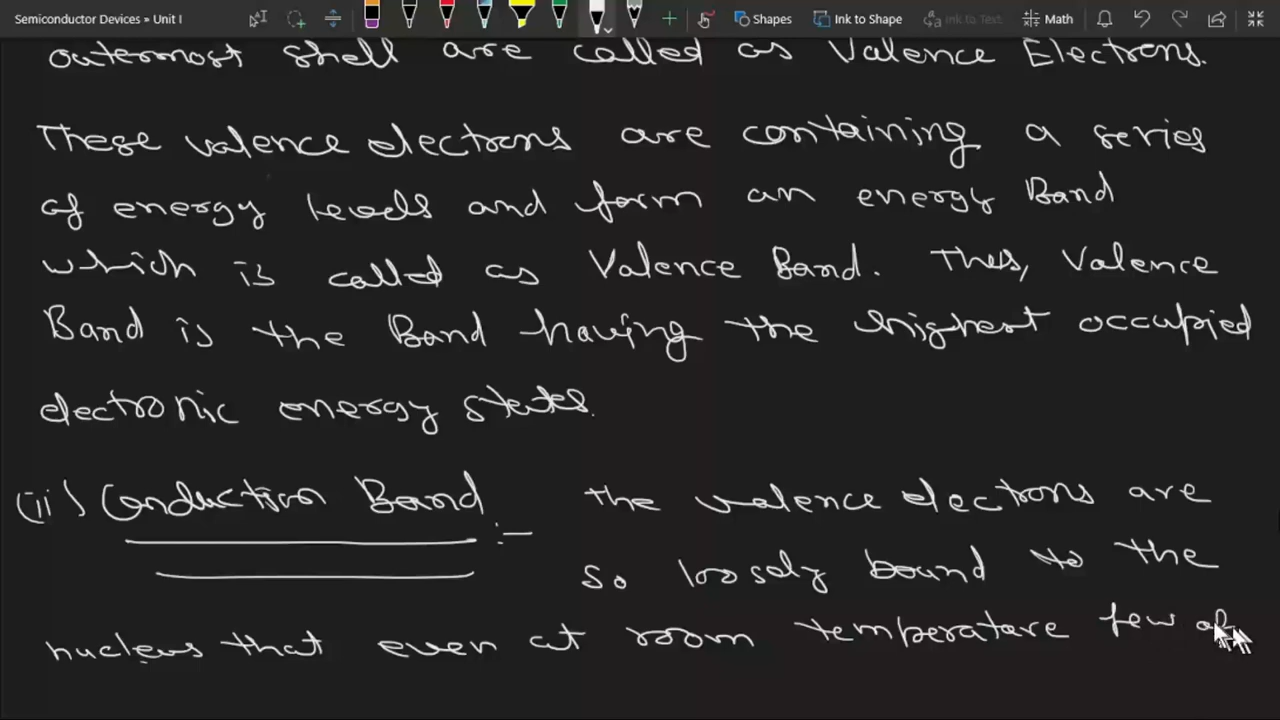 Semiconductor Devices » Unit I
Shapes Ink to Shape Ink to Text Math
outermost shell are called as Valence Electrons.
These valence electrons are containing a series
of energy levels and form an energy Band
which is called as Valence Band. Thus, Valence
Band is the Band having the highest occupied
electronic energy states.
(ii) Conduction Band :- The valence electrons are
so loosely bound to the
nucleus that even at room temperature few of